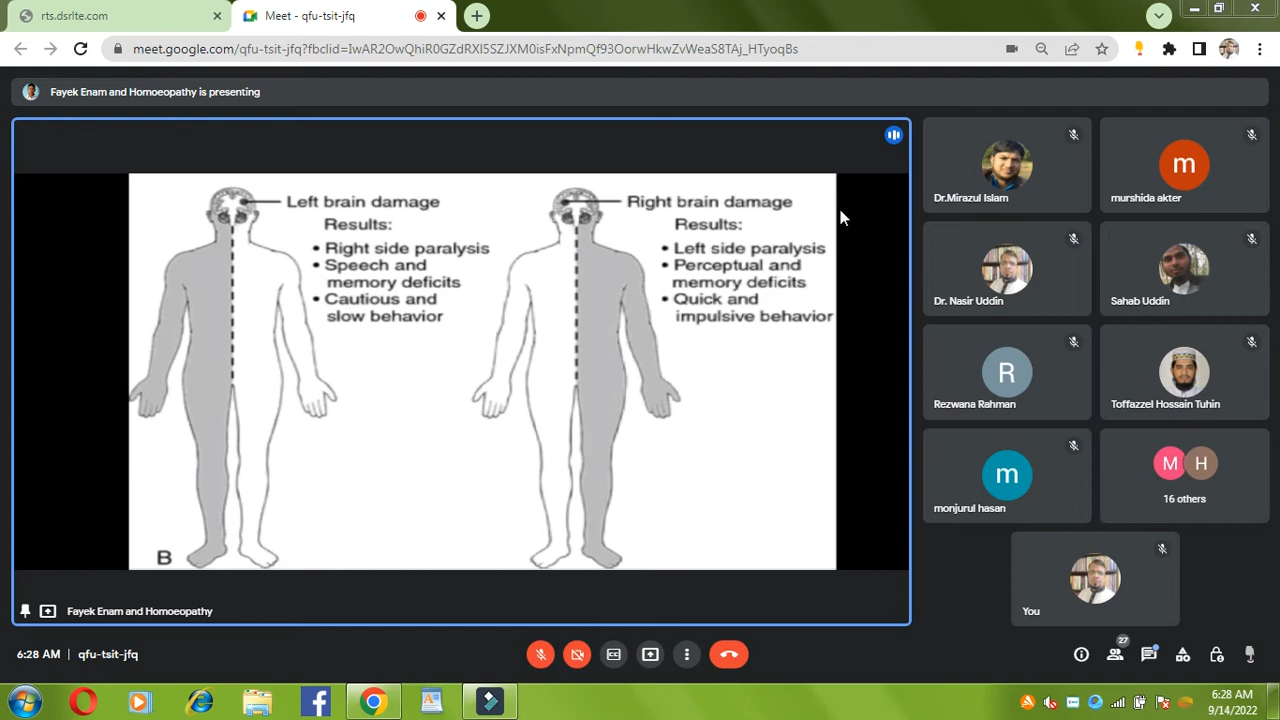 rts.dsrlte.com
Meet - qfu-tsit-jfq
meet.google.com/qfu-tsit-jfq?fbclid=IwAR2OwQhiR0GZdRXI5SZJXM0isFxNpmQf93OorwHkwZvWeaS8TAj_HTyoqBs
Fayek Enam and Homoeopathy is presenting
Left brain damage
Results:
• Right side paralysis
• Speech and
memory deficits
• Cautious and
slow behavior
Right brain damage
Results:
• Left side paralysis
• Perceptual and
memory deficits
• Quick and
impulsive behavior
B
Fayek Enam and Homoeopathy
Dr.Mirazul Islam
m
murshida akter
Dr. Nasir Uddin
Sahab Uddin
R
Rezwana Rahman
Toffazzel Hossain Tuhin
m
monjurul hasan
M H
16 others
You
6:28 AM | qfu-tsit-jfq
27
6:28 AM
9/14/2022